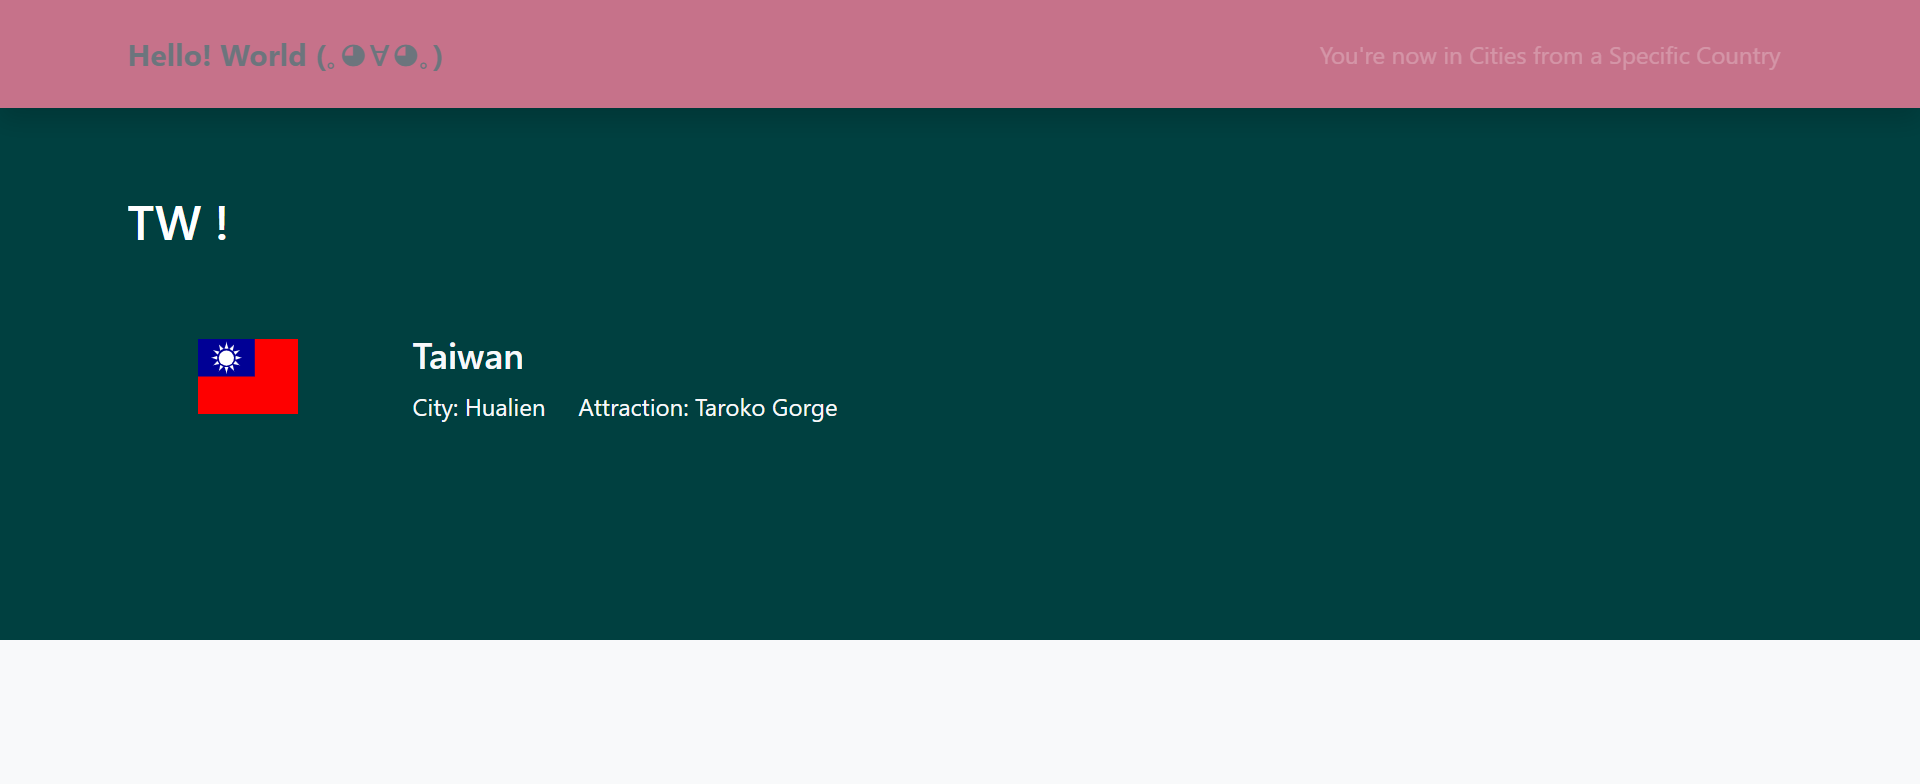 Hello! World (｡◕∀◕｡)
You're now in Cities from a Specific Country
TW !
Taiwan
City: Hualien Attraction: Taroko Gorge